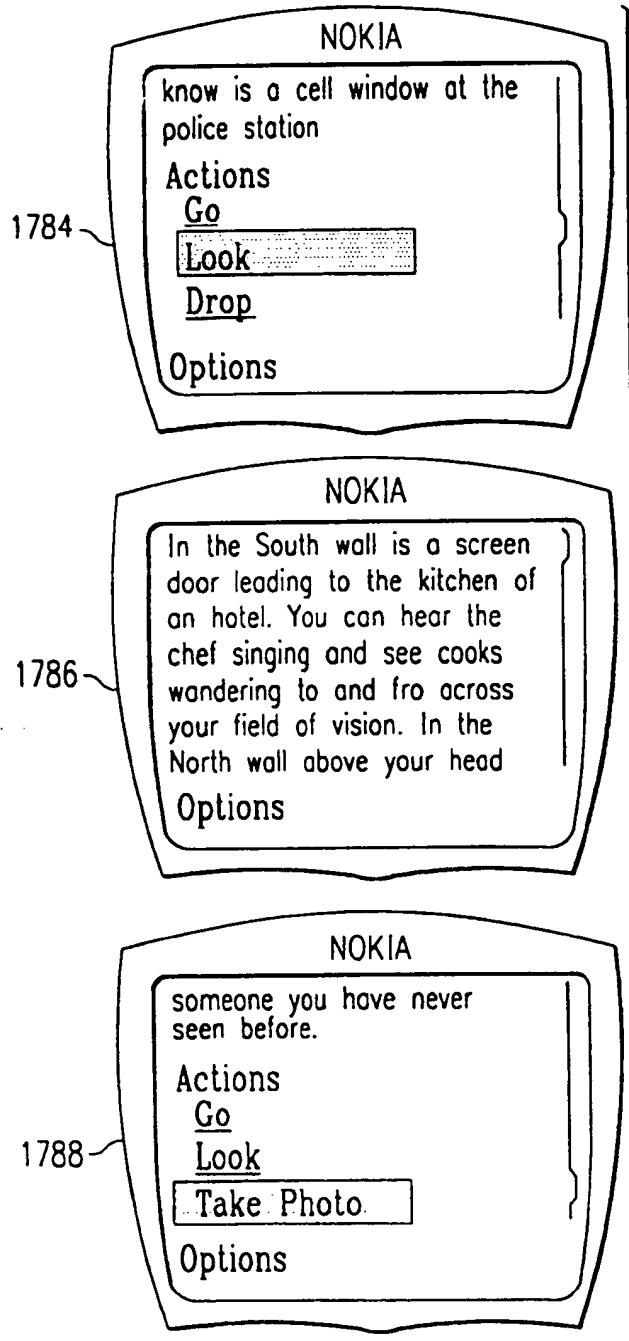 NOKIA
know is a cell window at the
police station
Actions
Go
1784
Look
Drop
Options
NOKIA
In the South wall is a screen
door leading to the kitchen of
an hotel. You can hear the
chef singing and see cooks
1786
wandering to and fro across
your field of vision. In the
North wall above your head
Options
NOKIA
someone you have never
seen before.
Actions
Go
1788
Look
Take Photo
Options